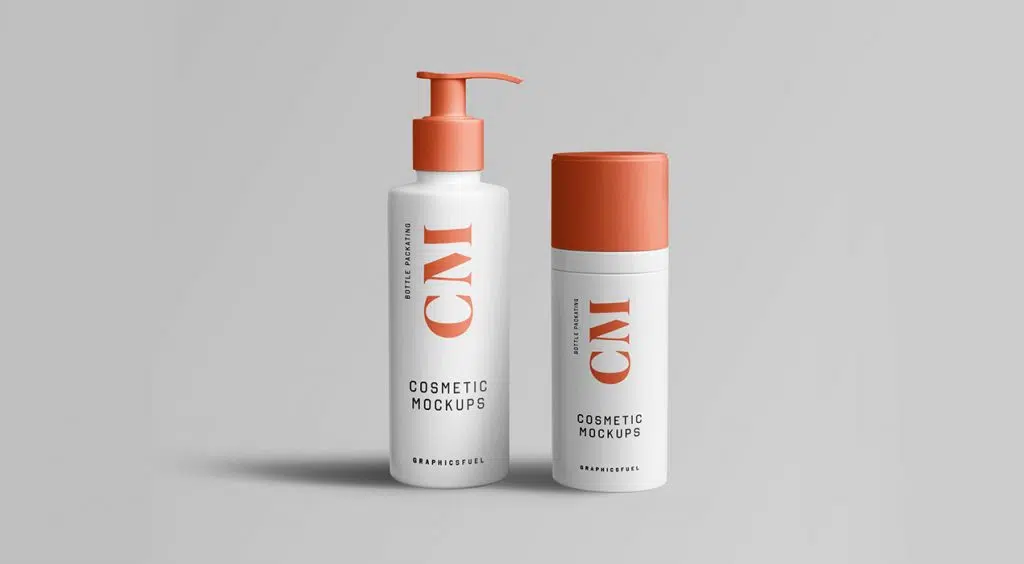 BOTTLE PACKATING
CM
COSMETIC
MOCKUPS
GRAPHICSFUEL
BOTTLE PACKATING
CM
COSMETIC
MOCKUPS
GRAPHICSFUEL